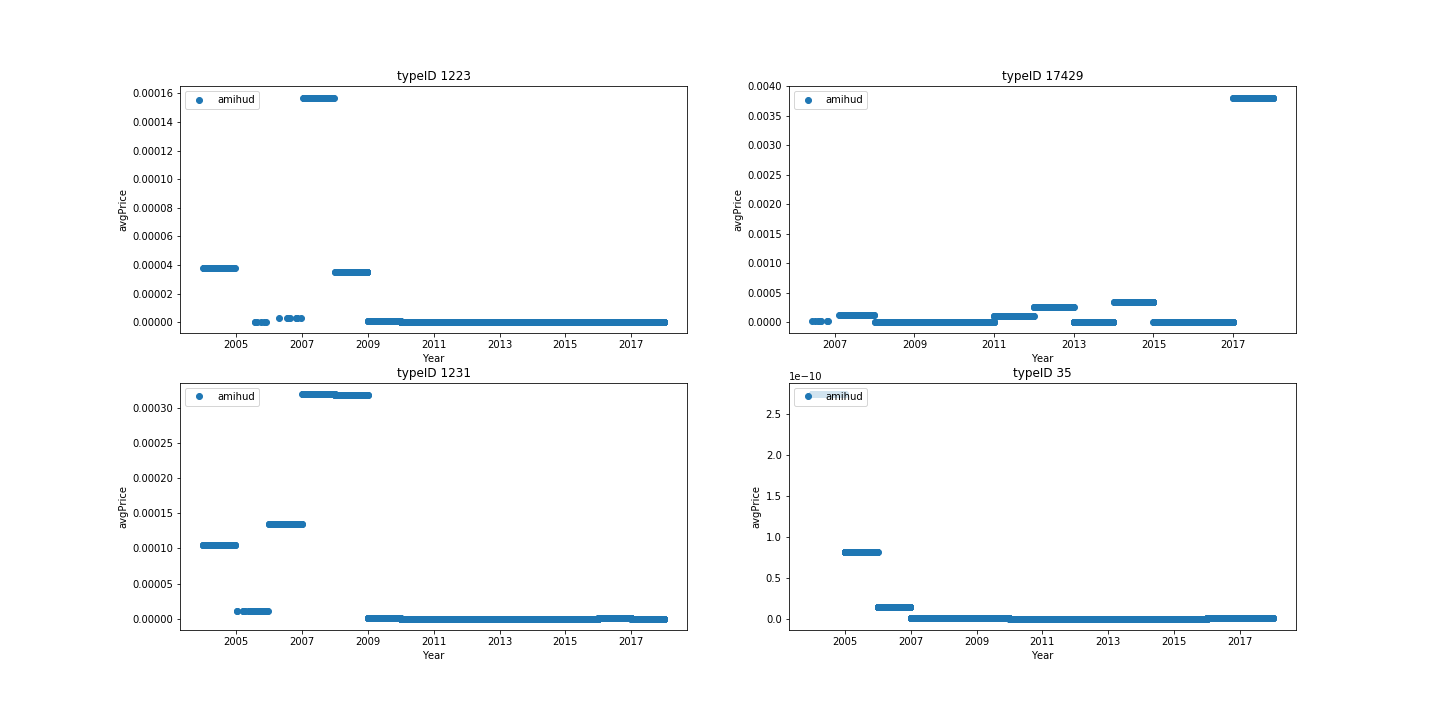 typeID 1223
amihud
0.00016
0.00014
0.00012
0.00010
0.00008
0.00006
0.00004
0.00002
0.00000
avgPrice
2005 2007 2009 2011 2013 2015 2017
Year
typeID 17429
amihud
0.0040
0.0035
0.0030
0.0025
0.0020
0.0015
0.0010
0.0005
0.0000
avgPrice
2007 2009 2011 2013 2015 2017
Year
typeID 1231
amihud
0.00030
0.00025
0.00020
0.00015
0.00010
0.00005
0.00000
avgPrice
2005 2007 2009 2011 2013 2015 2017
Year
1e−10
typeID 35
amihud
2.5
2.0
1.5
1.0
0.5
0.0
avgPrice
2005 2007 2009 2011 2013 2015 2017
Year